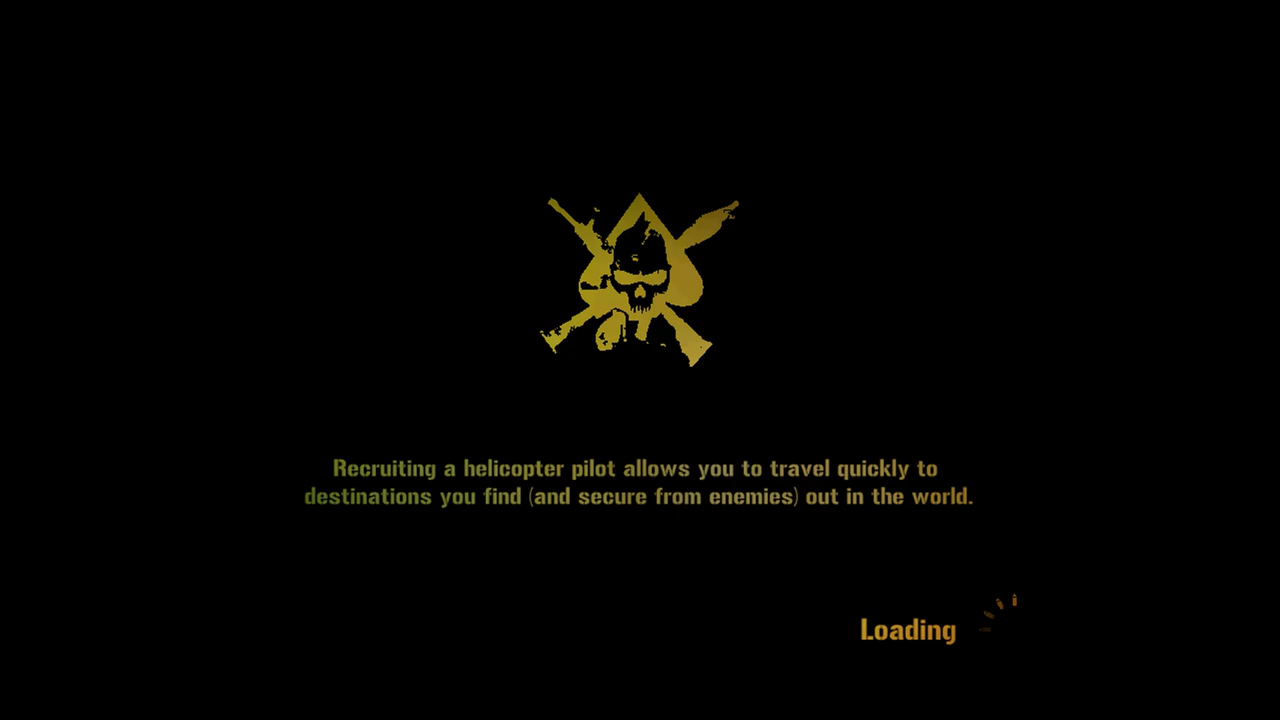 Recruiting a helicopter pilot allows you to travel quickly to
destinations you find (and secure from enemies) out in the world.
Loading